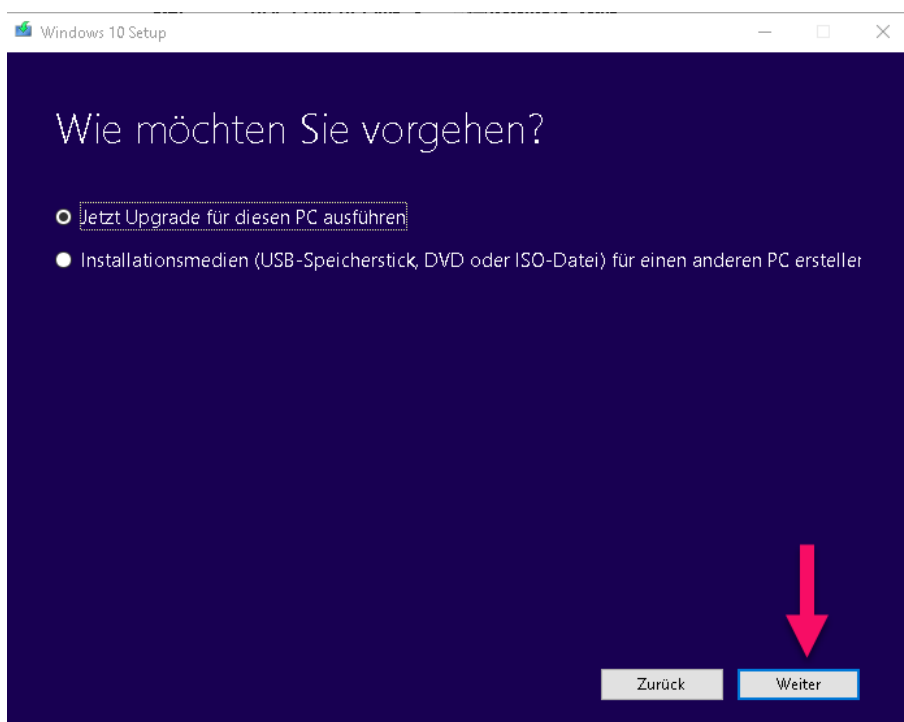 Windows 10 Setup
Wie möchten Sie vorgehen?
Jetzt Upgrade für diesen PC ausführen
Installationsmedien (USB-Speicherstick, DVD oder ISO-Datei) für einen anderen PC ersteller
Zurück
Weiter